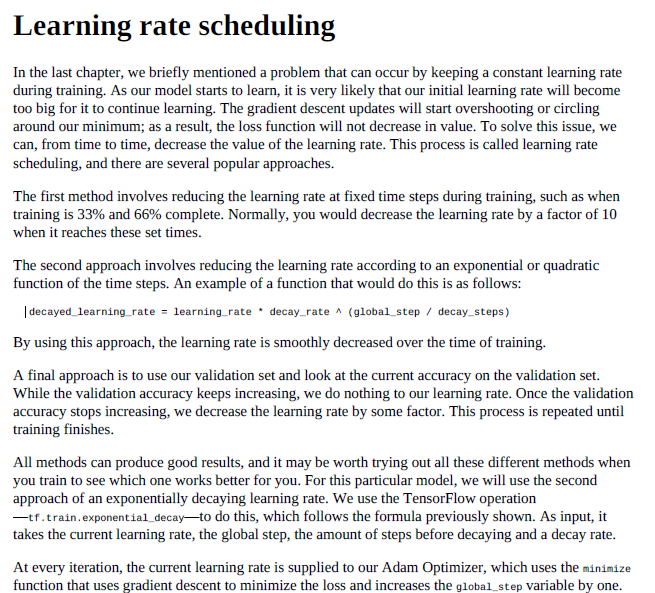 Learning rate scheduling
In the last chapter, we briefly mentioned a problem that can occur by keeping a constant learning rate
during training. As our model starts to learn, it is very likely that our initial learning rate will become
too big for it to continue learning. The gradient descent updates will start overshooting or circling
around our minimum; as a result, the loss function will not decrease in value. To solve this issue, we
can, from time to time, decrease the value of the learning rate. This process is called learning rate
scheduling, and there are several popular approaches.
The first method involves reducing the learning rate at fixed time steps during training, such as when
training is 33% and 66% complete. Normally, you would decrease the learning rate by a factor of 10
when it reaches these set times.
The second approach involves reducing the learning rate according to an exponential or quadratic
function of the time steps. An example of a function that would do this is as follows:
decayed_learning_rate = learning_rate * decay_rate ^ (global_step / decay_steps)
By using this approach, the learning rate is smoothly decreased over the time of training.
A final approach is to use our validation set and look at the current accuracy on the validation set.
While the validation accuracy keeps increasing, we do nothing to our learning rate. Once the validation
accuracy stops increasing, we decrease the learning rate by some factor. This process is repeated until
training finishes.
All methods can produce good results, and it may be worth trying out all these different methods when
you train to see which one works better for you. For this particular model, we will use the second
approach of an exponentially decaying learning rate. We use the TensorFlow operation
—tf.train.exponential_decay—to do this, which follows the formula previously shown. As input, it
takes the current learning rate, the global step, the amount of steps before decaying and a decay rate.
At every iteration, the current learning rate is supplied to our Adam Optimizer, which uses the minimize
function that uses gradient descent to minimize the loss and increases the global_step variable by one.